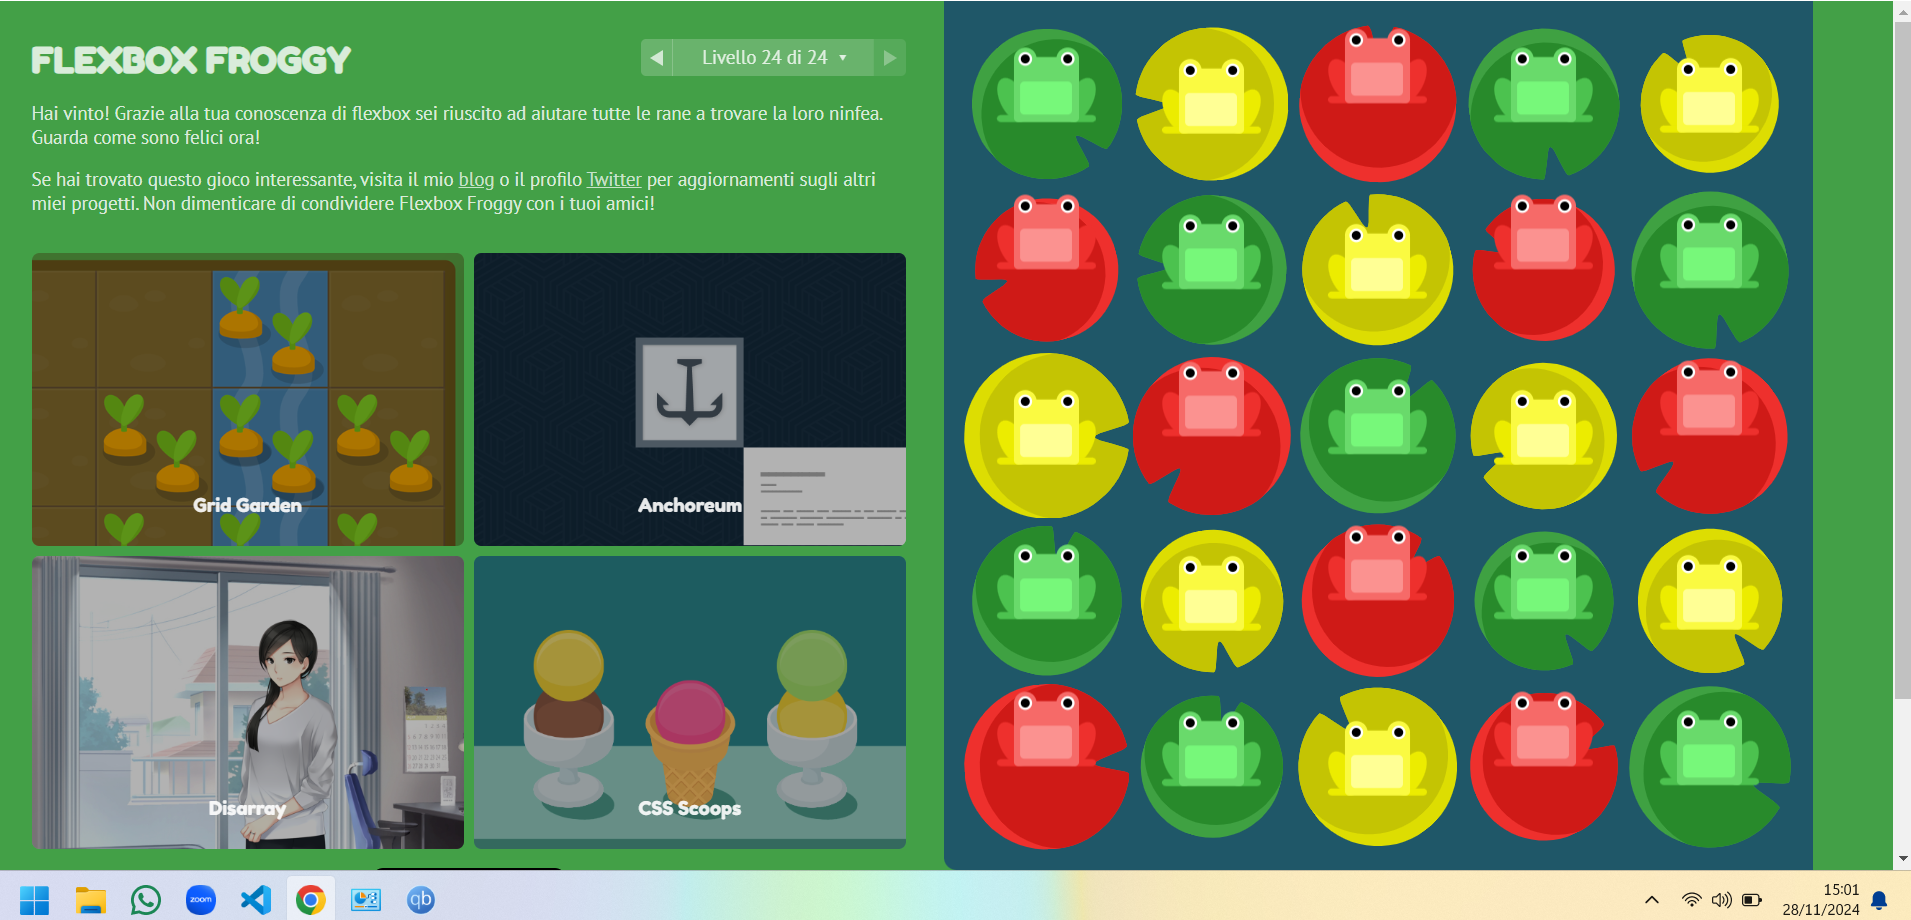 FLEXBOX FROGGY
Livello 24 di 24
Hai vinto! Grazie alla tua conoscenza di flexbox sei riuscito ad aiutare tutte le rane a trovare la loro ninfea.
Guarda come sono felici ora!
Se hai trovato questo gioco interessante, visita il mio blog o il profilo Twitter per aggiornamenti sugli altri
miei progetti. Non dimenticare di condividere Flexbox Froggy con i tuoi amici!
Grid Garden
Anchoreum
Disarray
CSS Scoops
zoom
qb
15:01
28/11/2024